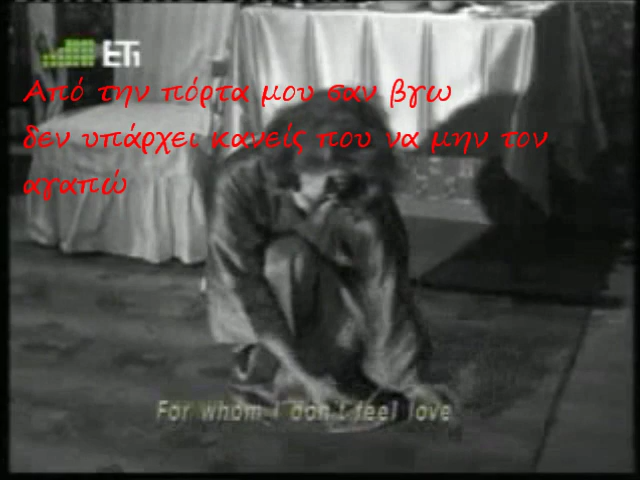 ET1
Από την πόρτα μου σαν βγω
δεν υπάρχει κανείς που να μην τον
αγαπώ
For whom I don't feel love